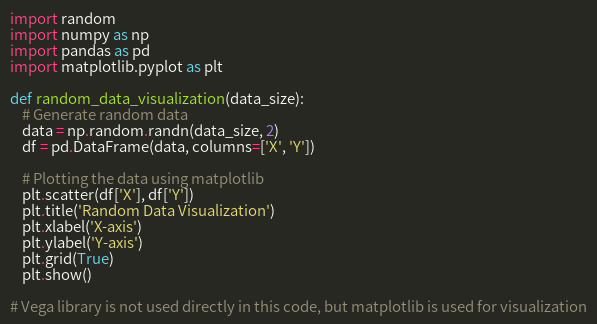 import random
import numpy as np
import pandas as pd
import matplotlib.pyplot as plt

def random_data_visualization(data_size):
    # Generate random data
    data = np.random.randn(data_size, 2)
    df = pd.DataFrame(data, columns=['X', 'Y'])

    # Plotting the data using matplotlib
    plt.scatter(df['X'], df['Y'])
    plt.title('Random Data Visualization')
    plt.xlabel('X-axis')
    plt.ylabel('Y-axis')
    plt.grid(True)
    plt.show()

# Vega library is not used directly in this code, but matplotlib is used for visualization